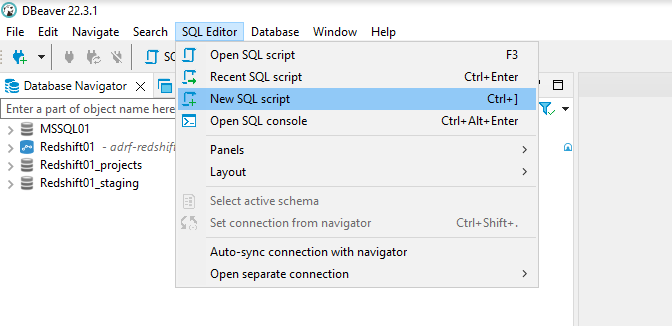 DBeaver 22.3.1
File Edit Navigate Search SQL Editor Database Window Help
Open SQL script F3
Recent SQL script Ctrl+Enter
Database Navigator
New SQL script Ctrl+]
Enter a part of object name here
Open SQL console Ctrl+Alt+Enter
MSSQL01
Redshift01 - adrf-redshift
Panels
Redshift01_projects
Layout
Redshift01_staging
Select active schema
Set connection from navigator Ctrl+Shift+.
Auto-sync connection with navigator
Open separate connection